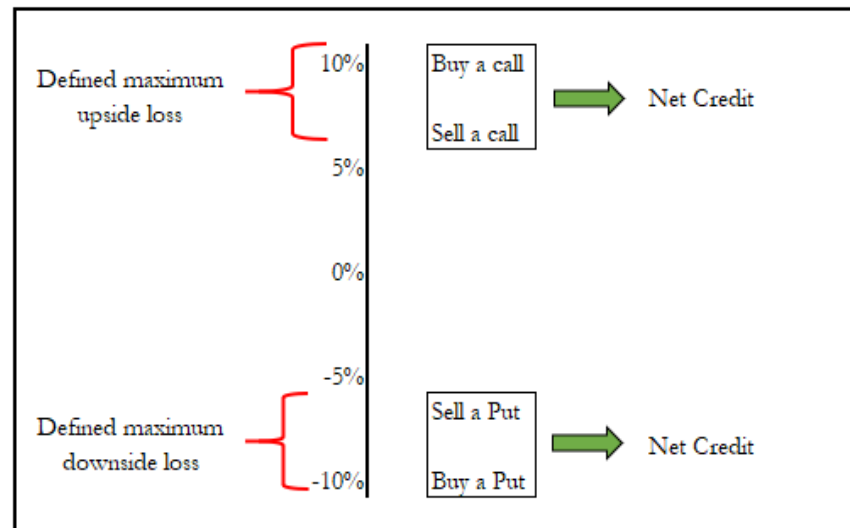 Defined maximum
upside loss
10%
5%
0%
-5%
-10%
Buy a call
Sell a call
Net Credit
Defined maximum
downside loss
Sell a Put
Buy a Put
Net Credit